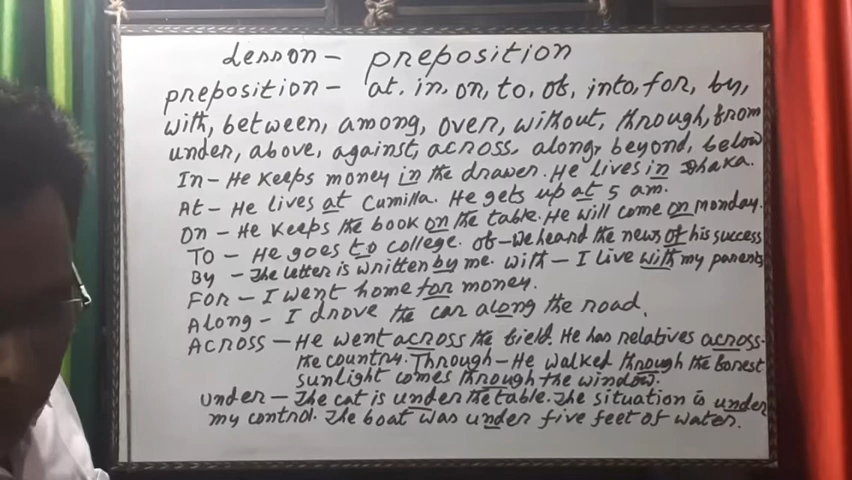 Lesson - preposition
preposition - at, in, on, to, of, into, for, by,
with, between, among, over, without, through, from
under, above, against, across, along, beyond, below
In - He keeps money in the drawer. He lives in Dhaka.
At - He lives at Cumilla. He gets up at 5 am.
On - He keeps the book on the table. He will come on monday.
TO - He goes to college. of - We heard the news of his success
By - The letter is written by me. with - I live with my parents
For - I went home for money.
Along - I drove the car along the road.
Across - He went across the field. He has relatives across
the country. Through - He walked through the forest
sunlight comes through the window.
under - The cat is under the table. The situation is under
my control. The boat was under five feet of water.